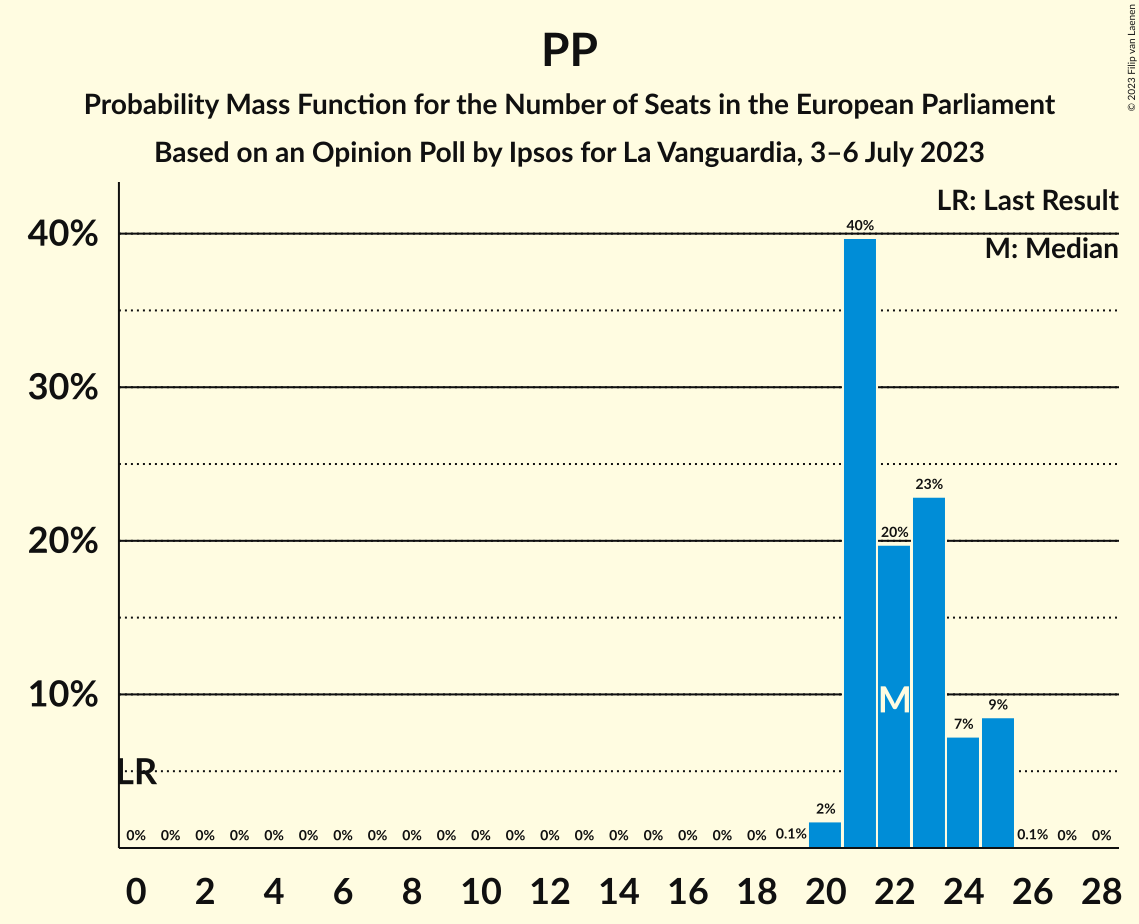 PP
Probability Mass Function for the Number of Seats in the European Parliament
Based on an Opinion Poll by Ipsos for La Vanguardia, 3–6 July 2023
© 2023 Filip van Laenen
LR: Last Result
M: Median
40%
30%
20%
10%
40%
23%
20%
M
9%
7%
LR
2%
0% 0% 0% 0% 0% 0% 0% 0% 0% 0% 0% 0% 0% 0% 0% 0% 0% 0% 0% 0.1% 0.1% 0% 0%
0 2 4 6 8 10 12 14 16 18 20 22 24 26 28